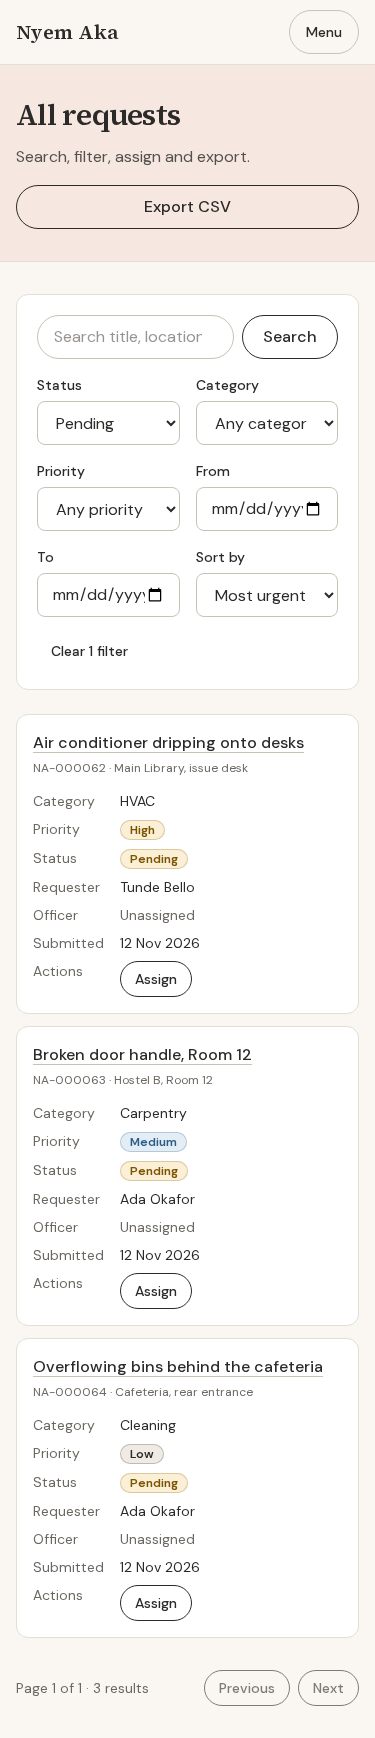 Nyem Aka
Menu
All requests
Search, filter, assign and export.
Export CSV
Search title, location
Search
Status
Category
Pending
Any categor
Priority
From
Any priority
mm/dd/yyyy
To
Sort by
mm/dd/yyyy
Most urgent
Clear 1 filter
Air conditioner dripping onto desks
NA-000062 · Main Library, issue desk
Category HVAC
Priority High
Status Pending
Requester Tunde Bello
Officer Unassigned
Submitted 12 Nov 2026
Actions Assign
Broken door handle, Room 12
NA-000063 · Hostel B, Room 12
Category Carpentry
Priority Medium
Status Pending
Requester Ada Okafor
Officer Unassigned
Submitted 12 Nov 2026
Actions Assign
Overflowing bins behind the cafeteria
NA-000064 · Cafeteria, rear entrance
Category Cleaning
Priority Low
Status Pending
Requester Ada Okafor
Officer Unassigned
Submitted 12 Nov 2026
Actions Assign
Page 1 of 1 · 3 results
Previous
Next